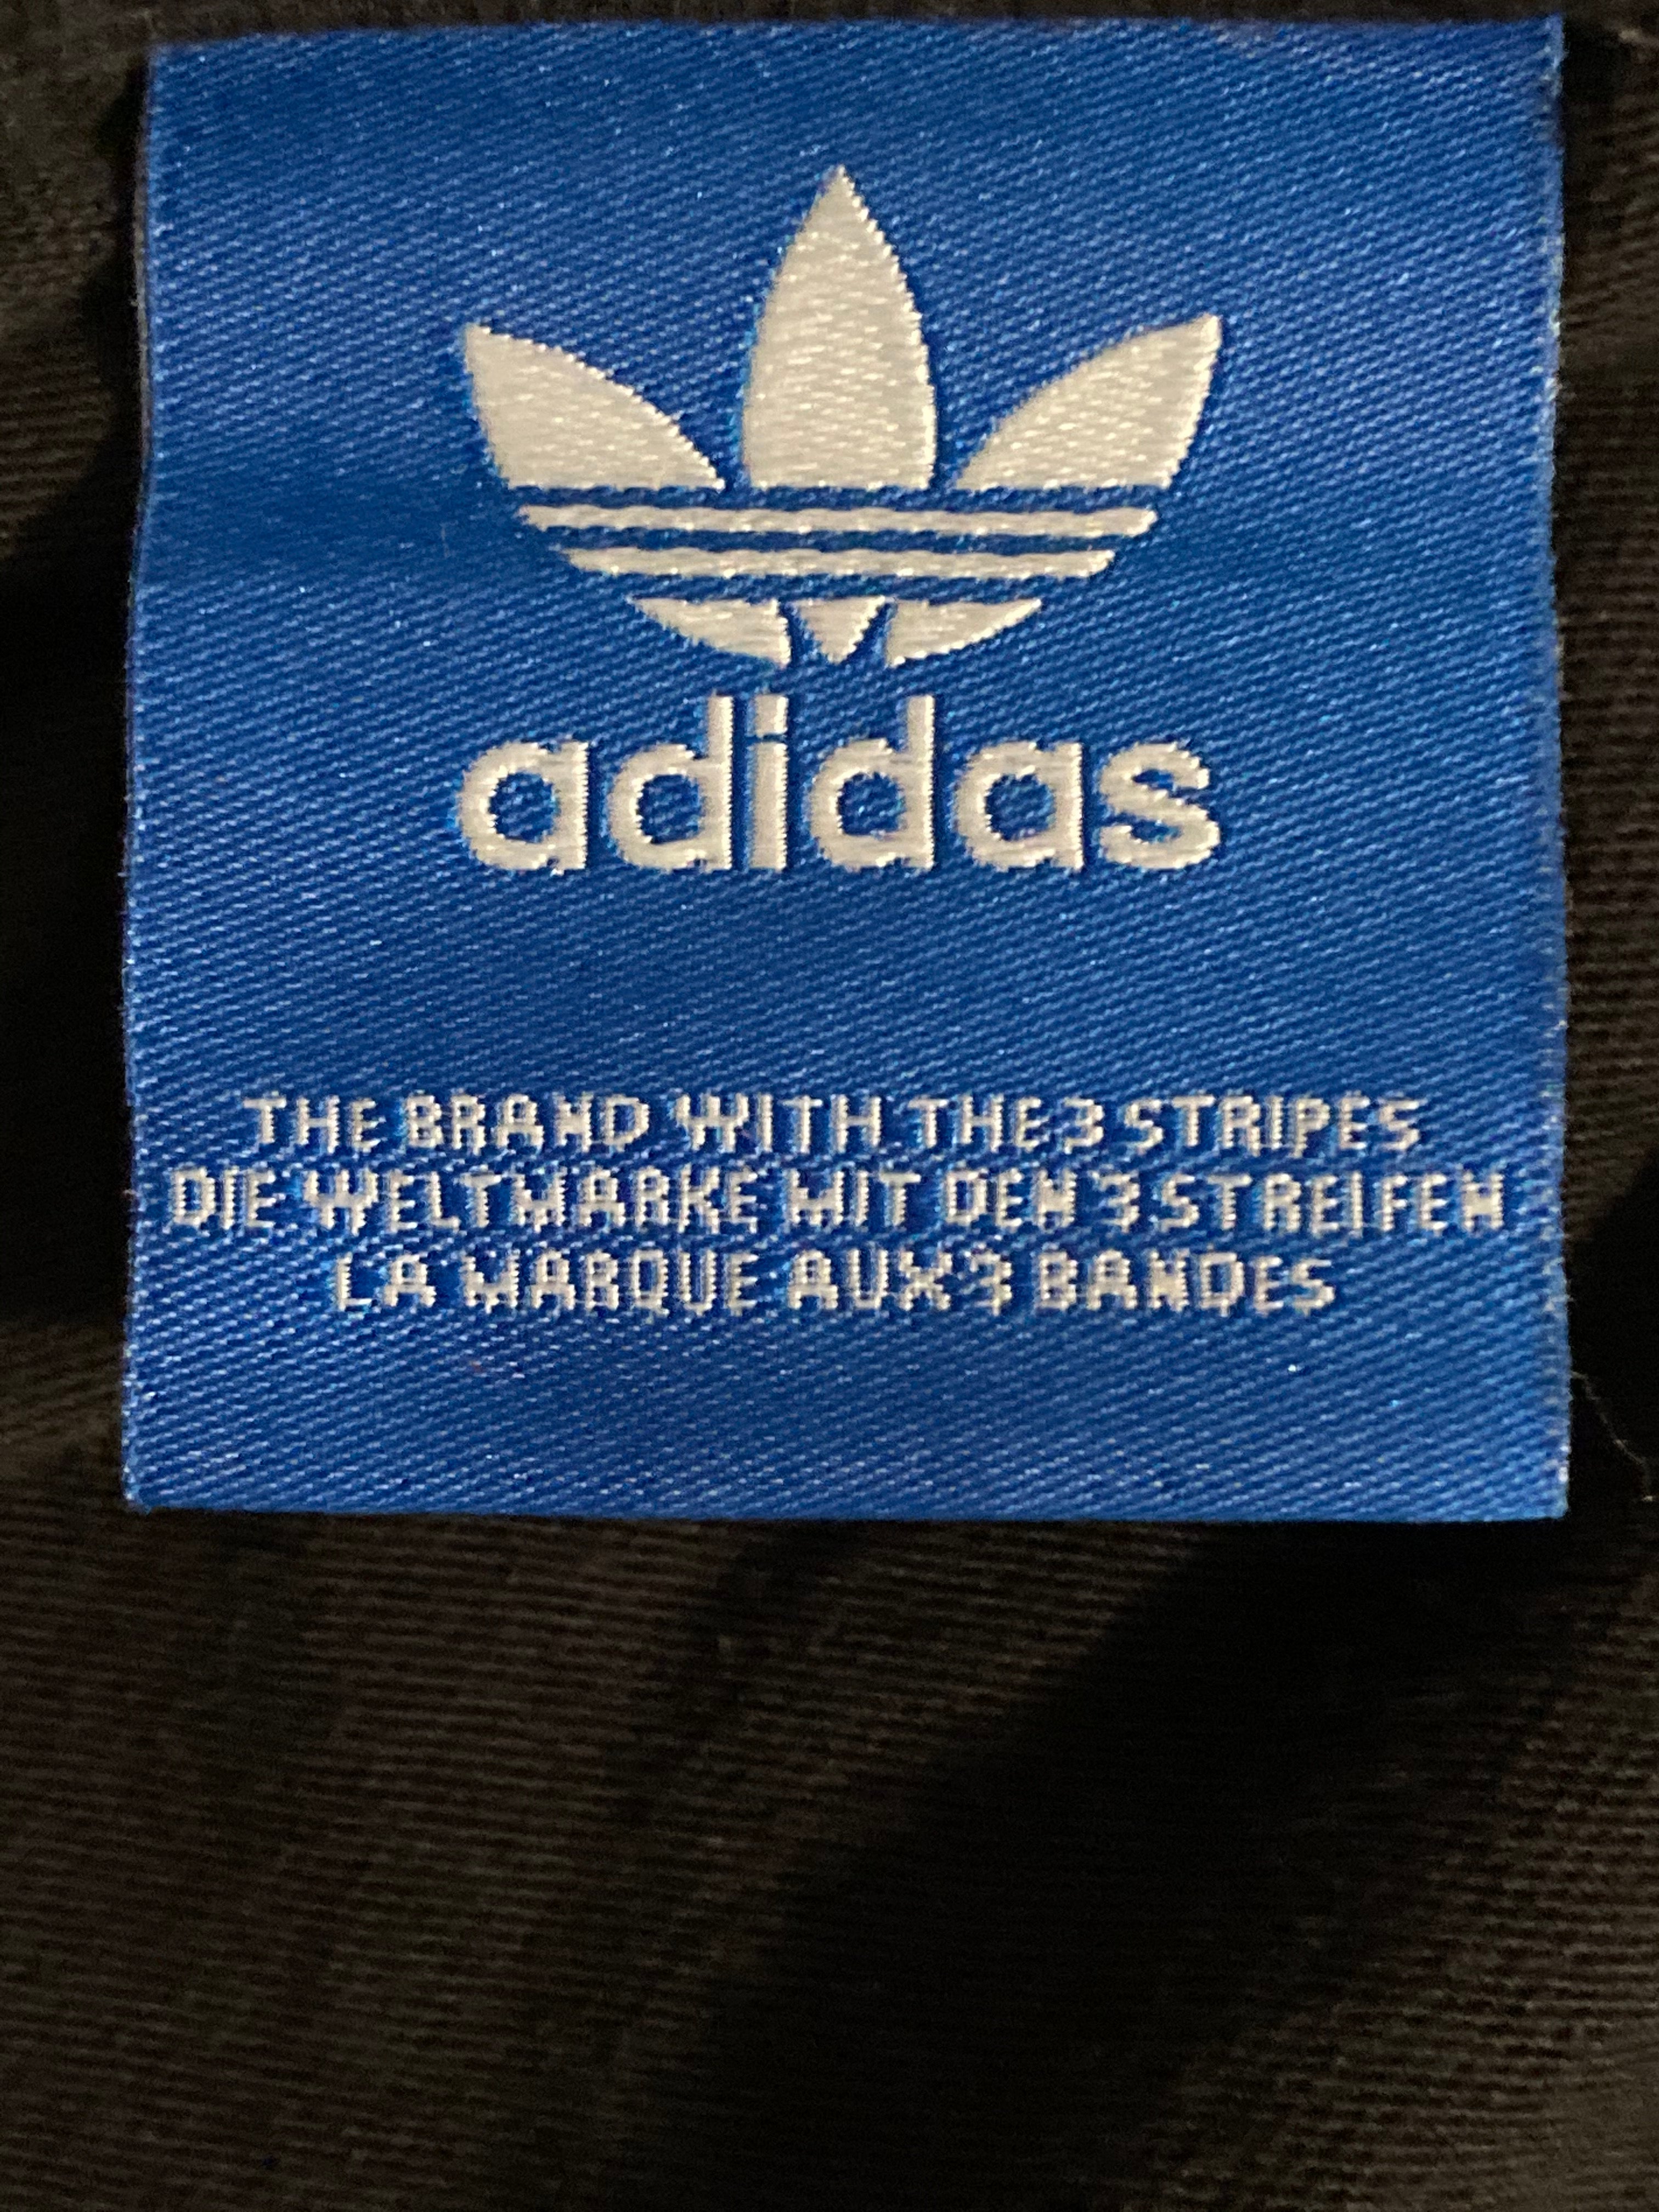 adidas
THE BRAND WITH THE 3 STRIPES
DIE WELTMARKE MIT DEN 3 STREIFEN
LA MARQUE AUX 3 BANDES